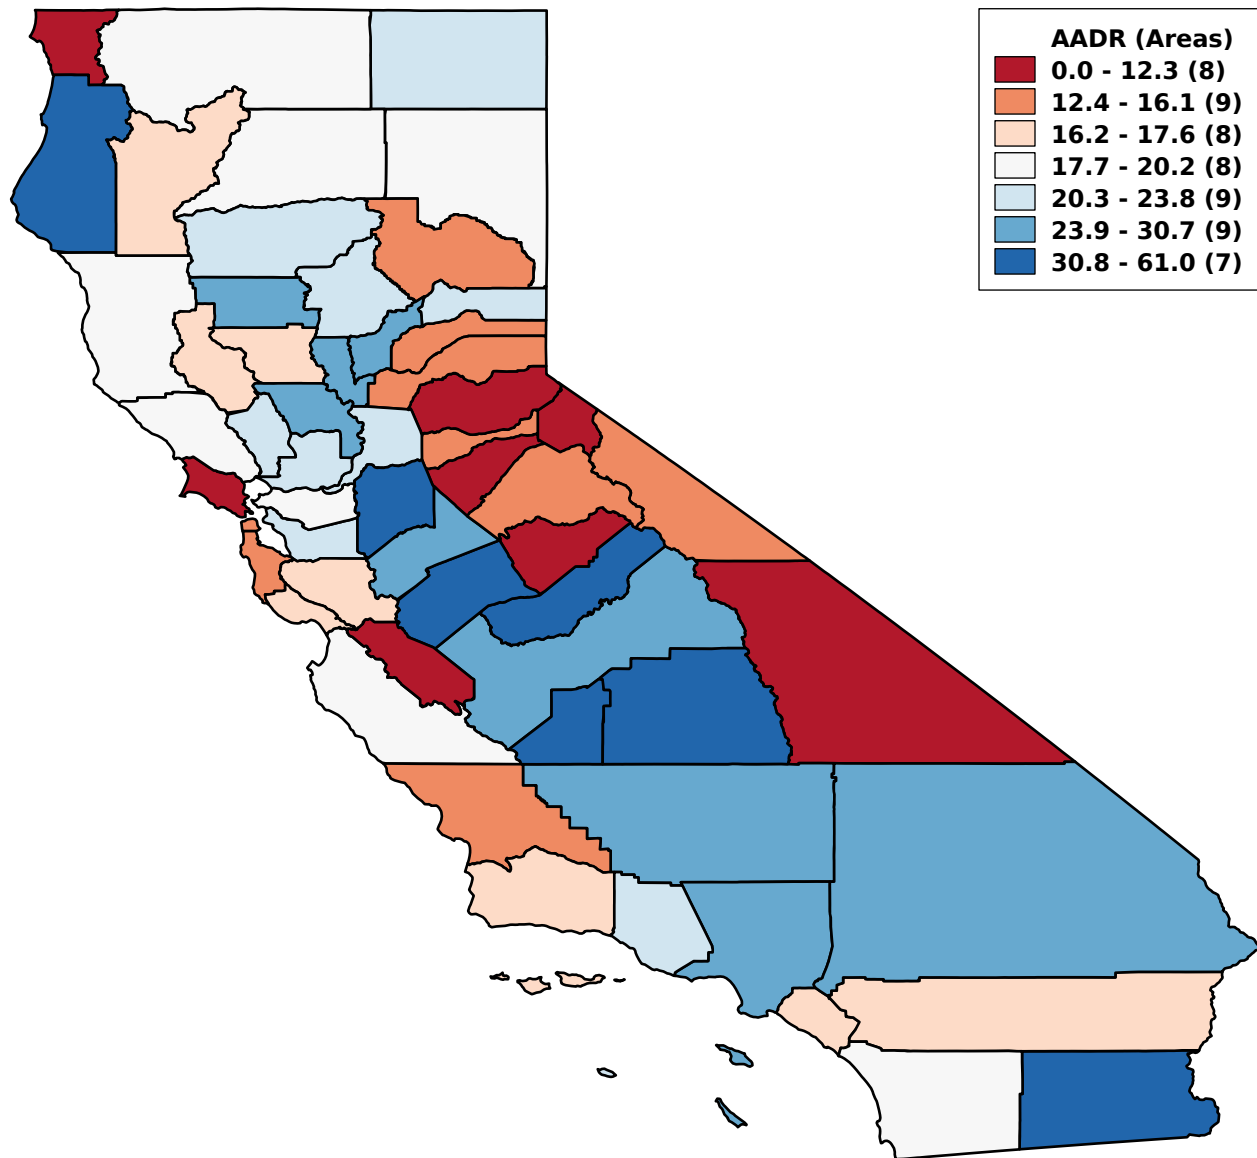 AADR (Areas)
0.0 - 12.3 (8)
12.4 - 16.1 (9)
16.2 - 17.6 (8)
17.7 - 20.2 (8)
20.3 - 23.8 (9)
23.9 - 30.7 (9)
30.8 - 61.0 (7)